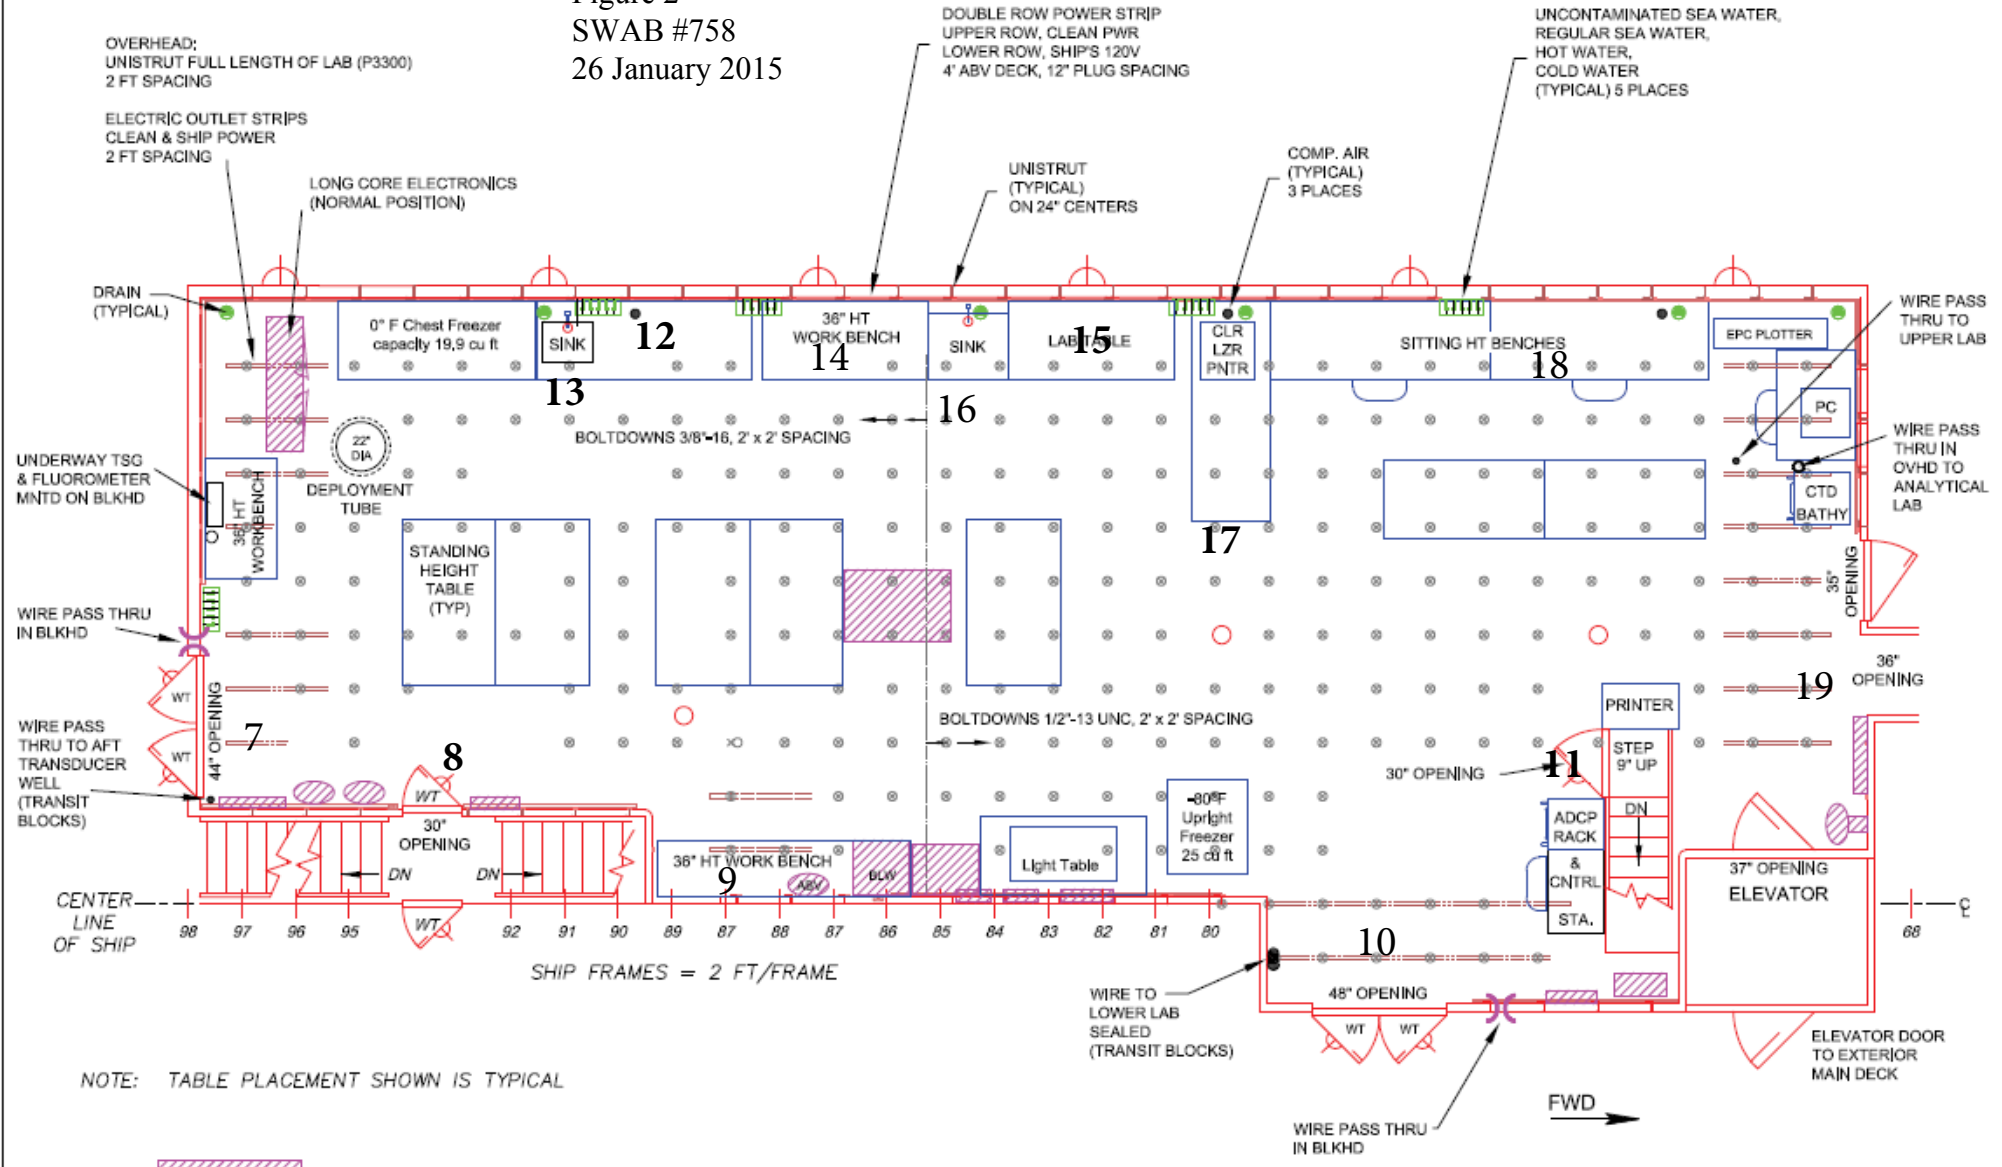 Figure 2
SWAB #758
26 January 2015
OVERHEAD:
UNISTRUT FULL LENGTH OF LAB (P3300)
2 FT SPACING
ELECTRIC OUTLET STRIPS
CLEAN & SHIP POWER
2 FT SPACING
LONG CORE ELECTRONICS
(NORMAL POSITION)
DOUBLE ROW POWER STRIP
UPPER ROW, CLEAN PWR
LOWER ROW, SHIP'S 120V
4' ABV DECK, 12" PLUG SPACING
UNISTRUT
(TYPICAL)
ON 24" CENTERS
COMP. AIR
(TYPICAL)
3 PLACES
UNCONTAMINATED SEA WATER,
REGULAR SEA WATER,
HOT WATER,
COLD WATER
(TYPICAL) 5 PLACES
DRAIN
(TYPICAL)
0° F Chest Freezer
capacity 19.9 cu ft
SINK
12
13
36" HT
WORK BENCH
14
SINK
LAB TABLE
15
16
CLR
LZR
PNTR
17
SITTING HT BENCHES
18
EPC PLOTTER
PC
WIRE PASS
THRU TO
UPPER LAB
WIRE PASS
THRU IN
OVHD TO
ANALYTICAL
LAB
CTD
BATHY
UNDERWAY TSG
& FLUOROMETER
MNTD ON BLKHD
36" HT
WORKBENCH
22"
DIA
DEPLOYMENT
TUBE
BOLTDOWNS 3/8"-16, 2' x 2' SPACING
STANDING
HEIGHT
TABLE
(TYP)
35"
OPENING
36"
OPENING
19
WIRE PASS THRU
IN BLKHD
WT
WT
44" OPENING
7
WIRE PASS
THRU TO AFT
TRANSDUCER
WELL
(TRANSIT
BLOCKS)
8
WT
30"
OPENING
DN
DN
WT
BOLTDOWNS 1/2"-13 UNC, 2' x 2' SPACING
PRINTER
STEP
9" UP
DN
30" OPENING
11
ADCP
RACK
&
CNTRL
STA.
-80°F
Upright
Freezer
25 cu ft
Light Table
36" HT WORK BENCH
9
ABV
BLW
37" OPENING
ELEVATOR
CENTER
LINE
OF SHIP
98 97 96 95 92 91 90 89 87 87 86 85 84 83 82 81 80 68
SHIP FRAMES = 2 FT/FRAME
10
48" OPENING
WT
WT
WIRE TO
LOWER LAB
SEALED
(TRANSIT BLOCKS)
ELEVATOR DOOR
TO EXTERIOR
MAIN DECK
NOTE: TABLE PLACEMENT SHOWN IS TYPICAL
FWD
WIRE PASS THRU
IN BLKHD